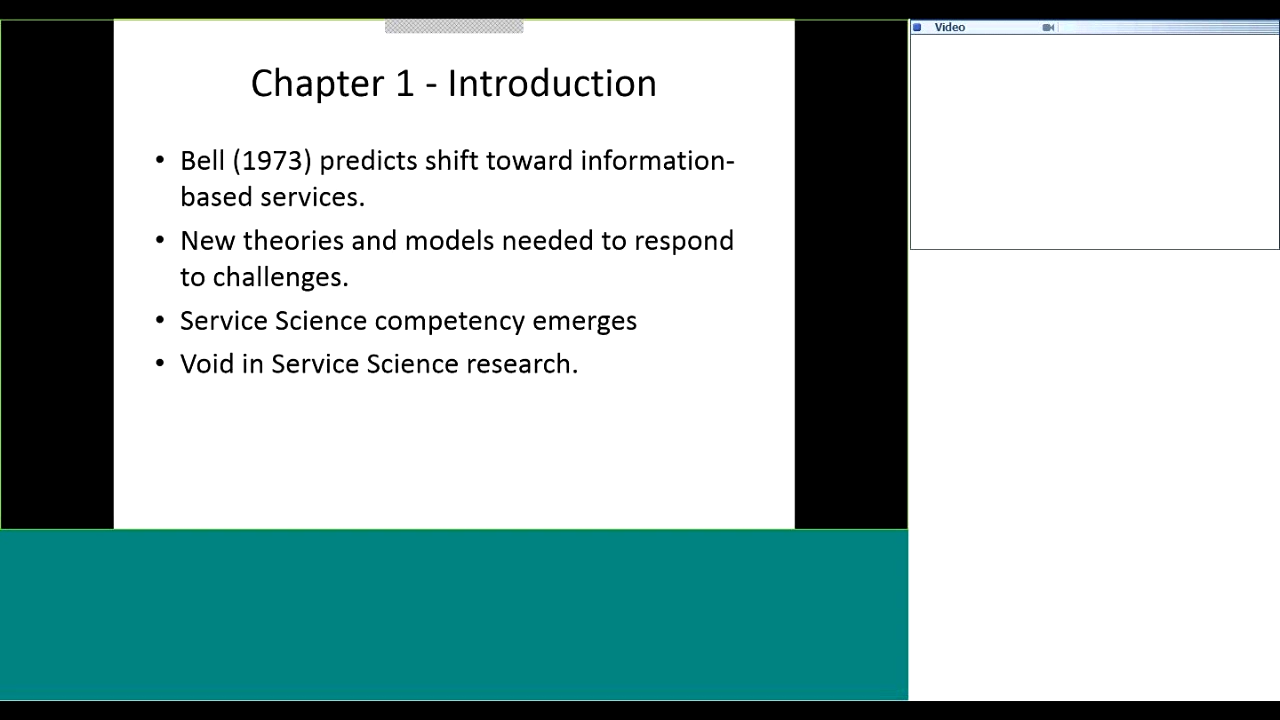 Video
Chapter 1 - Introduction
• Bell (1973) predicts shift toward information-
based services.
• New theories and models needed to respond
to challenges.
• Service Science competency emerges
• Void in Service Science research.